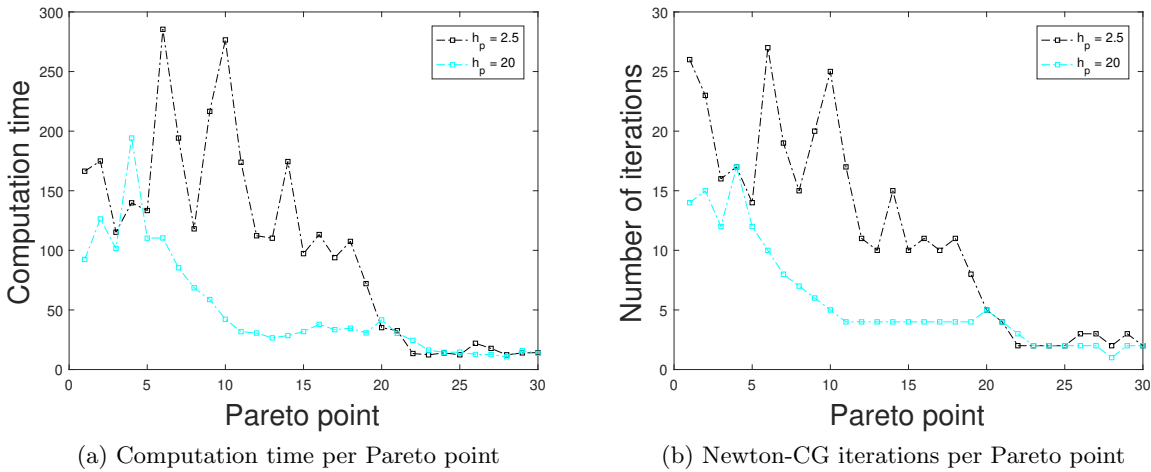 300
250
200
150
100
50
0
0 5 10 15 20 25 30
Computation time
Pareto point
h_p = 2.5
h_p = 20
(a) Computation time per Pareto point
30
25
20
15
10
5
0
0 5 10 15 20 25 30
Number of iterations
Pareto point
h_p = 2.5
h_p = 20
(b) Newton-CG iterations per Pareto point